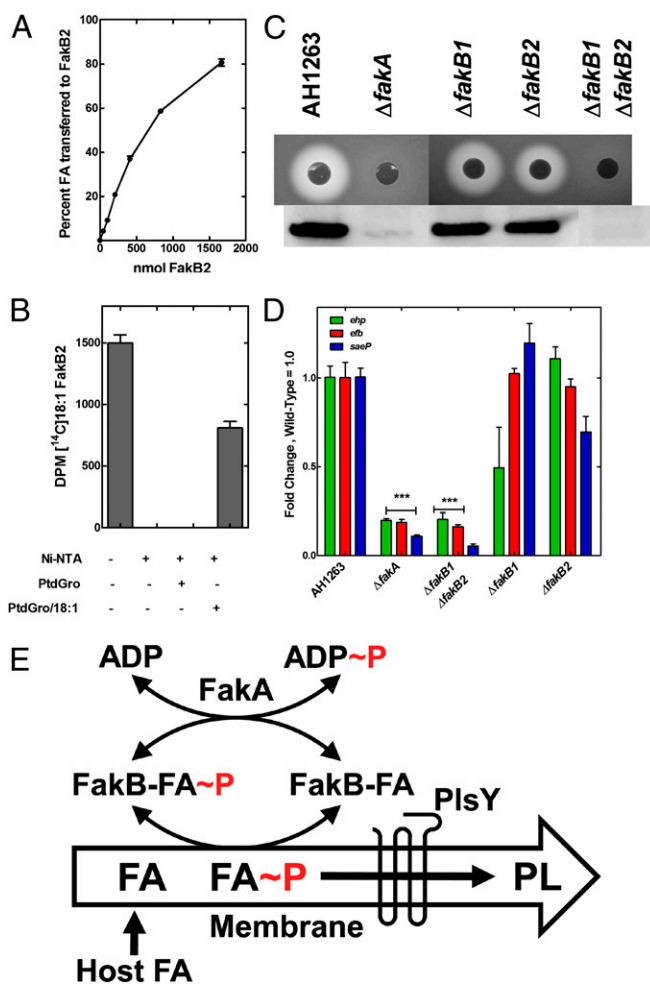 A
Percent FA transferred to FakB2
100
80
60
40
20
0
0 500 1000 1500 2000
nmol FakB2
B
DPM [¹⁴C]18:1 FakB2
1500
1000
500
0
Ni-NTA - + + +
PtdGro - - + -
PtdGro/18:1 - - - +
C
AH1263
ΔfakA
ΔfakB1
ΔfakB2
ΔfakB1
ΔfakB2
D
ehp
efb
saeP
Fold Change , Wild-Type = 1.0
1.0
0.5
0.0
***
***
AH1263
ΔfakA
ΔfakB1
ΔfakB2
ΔfakB1
ΔfakB2
E
ADP ADP~P
FakA
FakB-FA~P FakB-FA
PlsY
FA FA~P PL
Membrane
Host FA